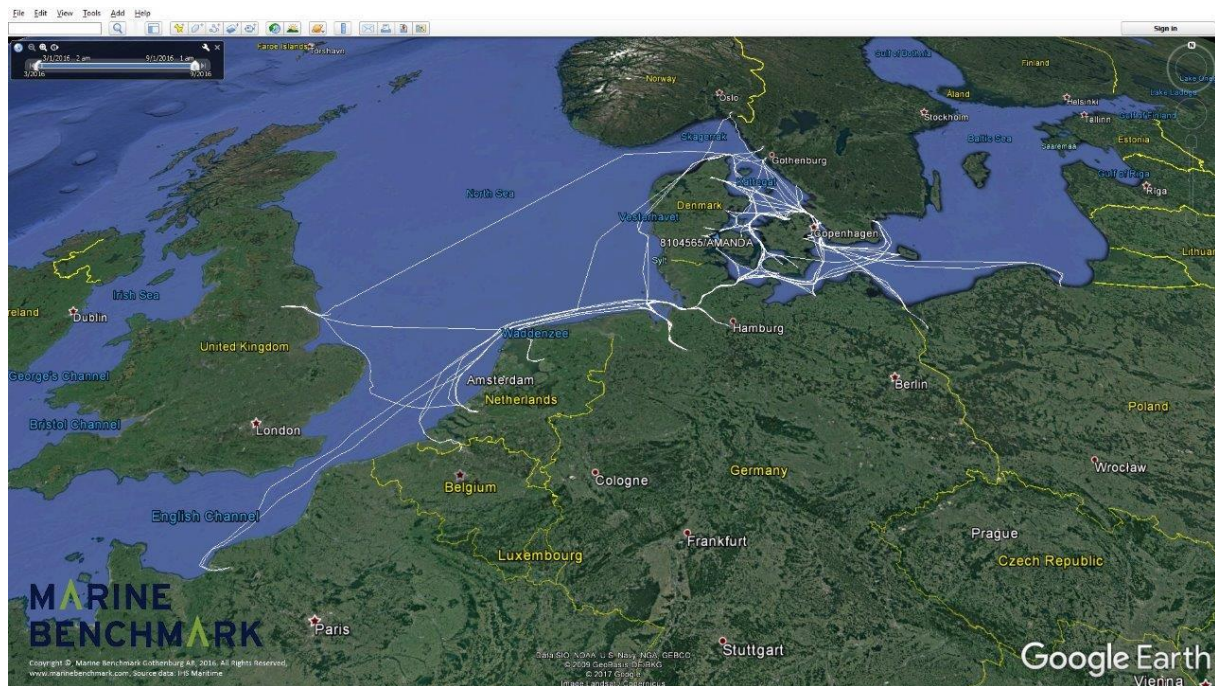 File Edit View Tools Add Help
Sign in
3/1/2016 - 2 am 9/1/2016 - 1 am
3/2016 9/2016
Faroe Islands
Tórshavn
Norway
Oslo
Gulf of Bothnia
Finland
Åland
Helsinki
Lake Ladoga
Stockholm
Tallinn
Gulf of Finland
Skagerrak
Baltic Sea
Saaremaa
Estonia
Gothenburg
Gulf of Riga
Kattegat
Riga
North Sea
Denmark
Vesterhavet
Copenhagen
8104565/AMANDA
Sylt
Irish Sea
Dublin
Waddenzee
Hamburg
United Kingdom
George's Channel
Amsterdam
Berlin
Netherlands
Poland
Bristol Channel
London
Wrocław
Cologne
Germany
Belgium
English Channel
Frankfurt
Prague
Luxembourg
Czech Republic
MARINE
BENCHMARK
Paris
Stuttgart
Copyright ©, Marine Benchmark Gothenburg AB, 2016. All Rights Reserved,
www.marinebenchmark.com, Source data: IHS Maritime
Data SIO, NOAA, U.S. Navy, NGA, GEBCO
© 2009 GeoBasis-DE/BKG
© 2017 Google
Image Landsat / Copernicus
Google Earth
Vienna